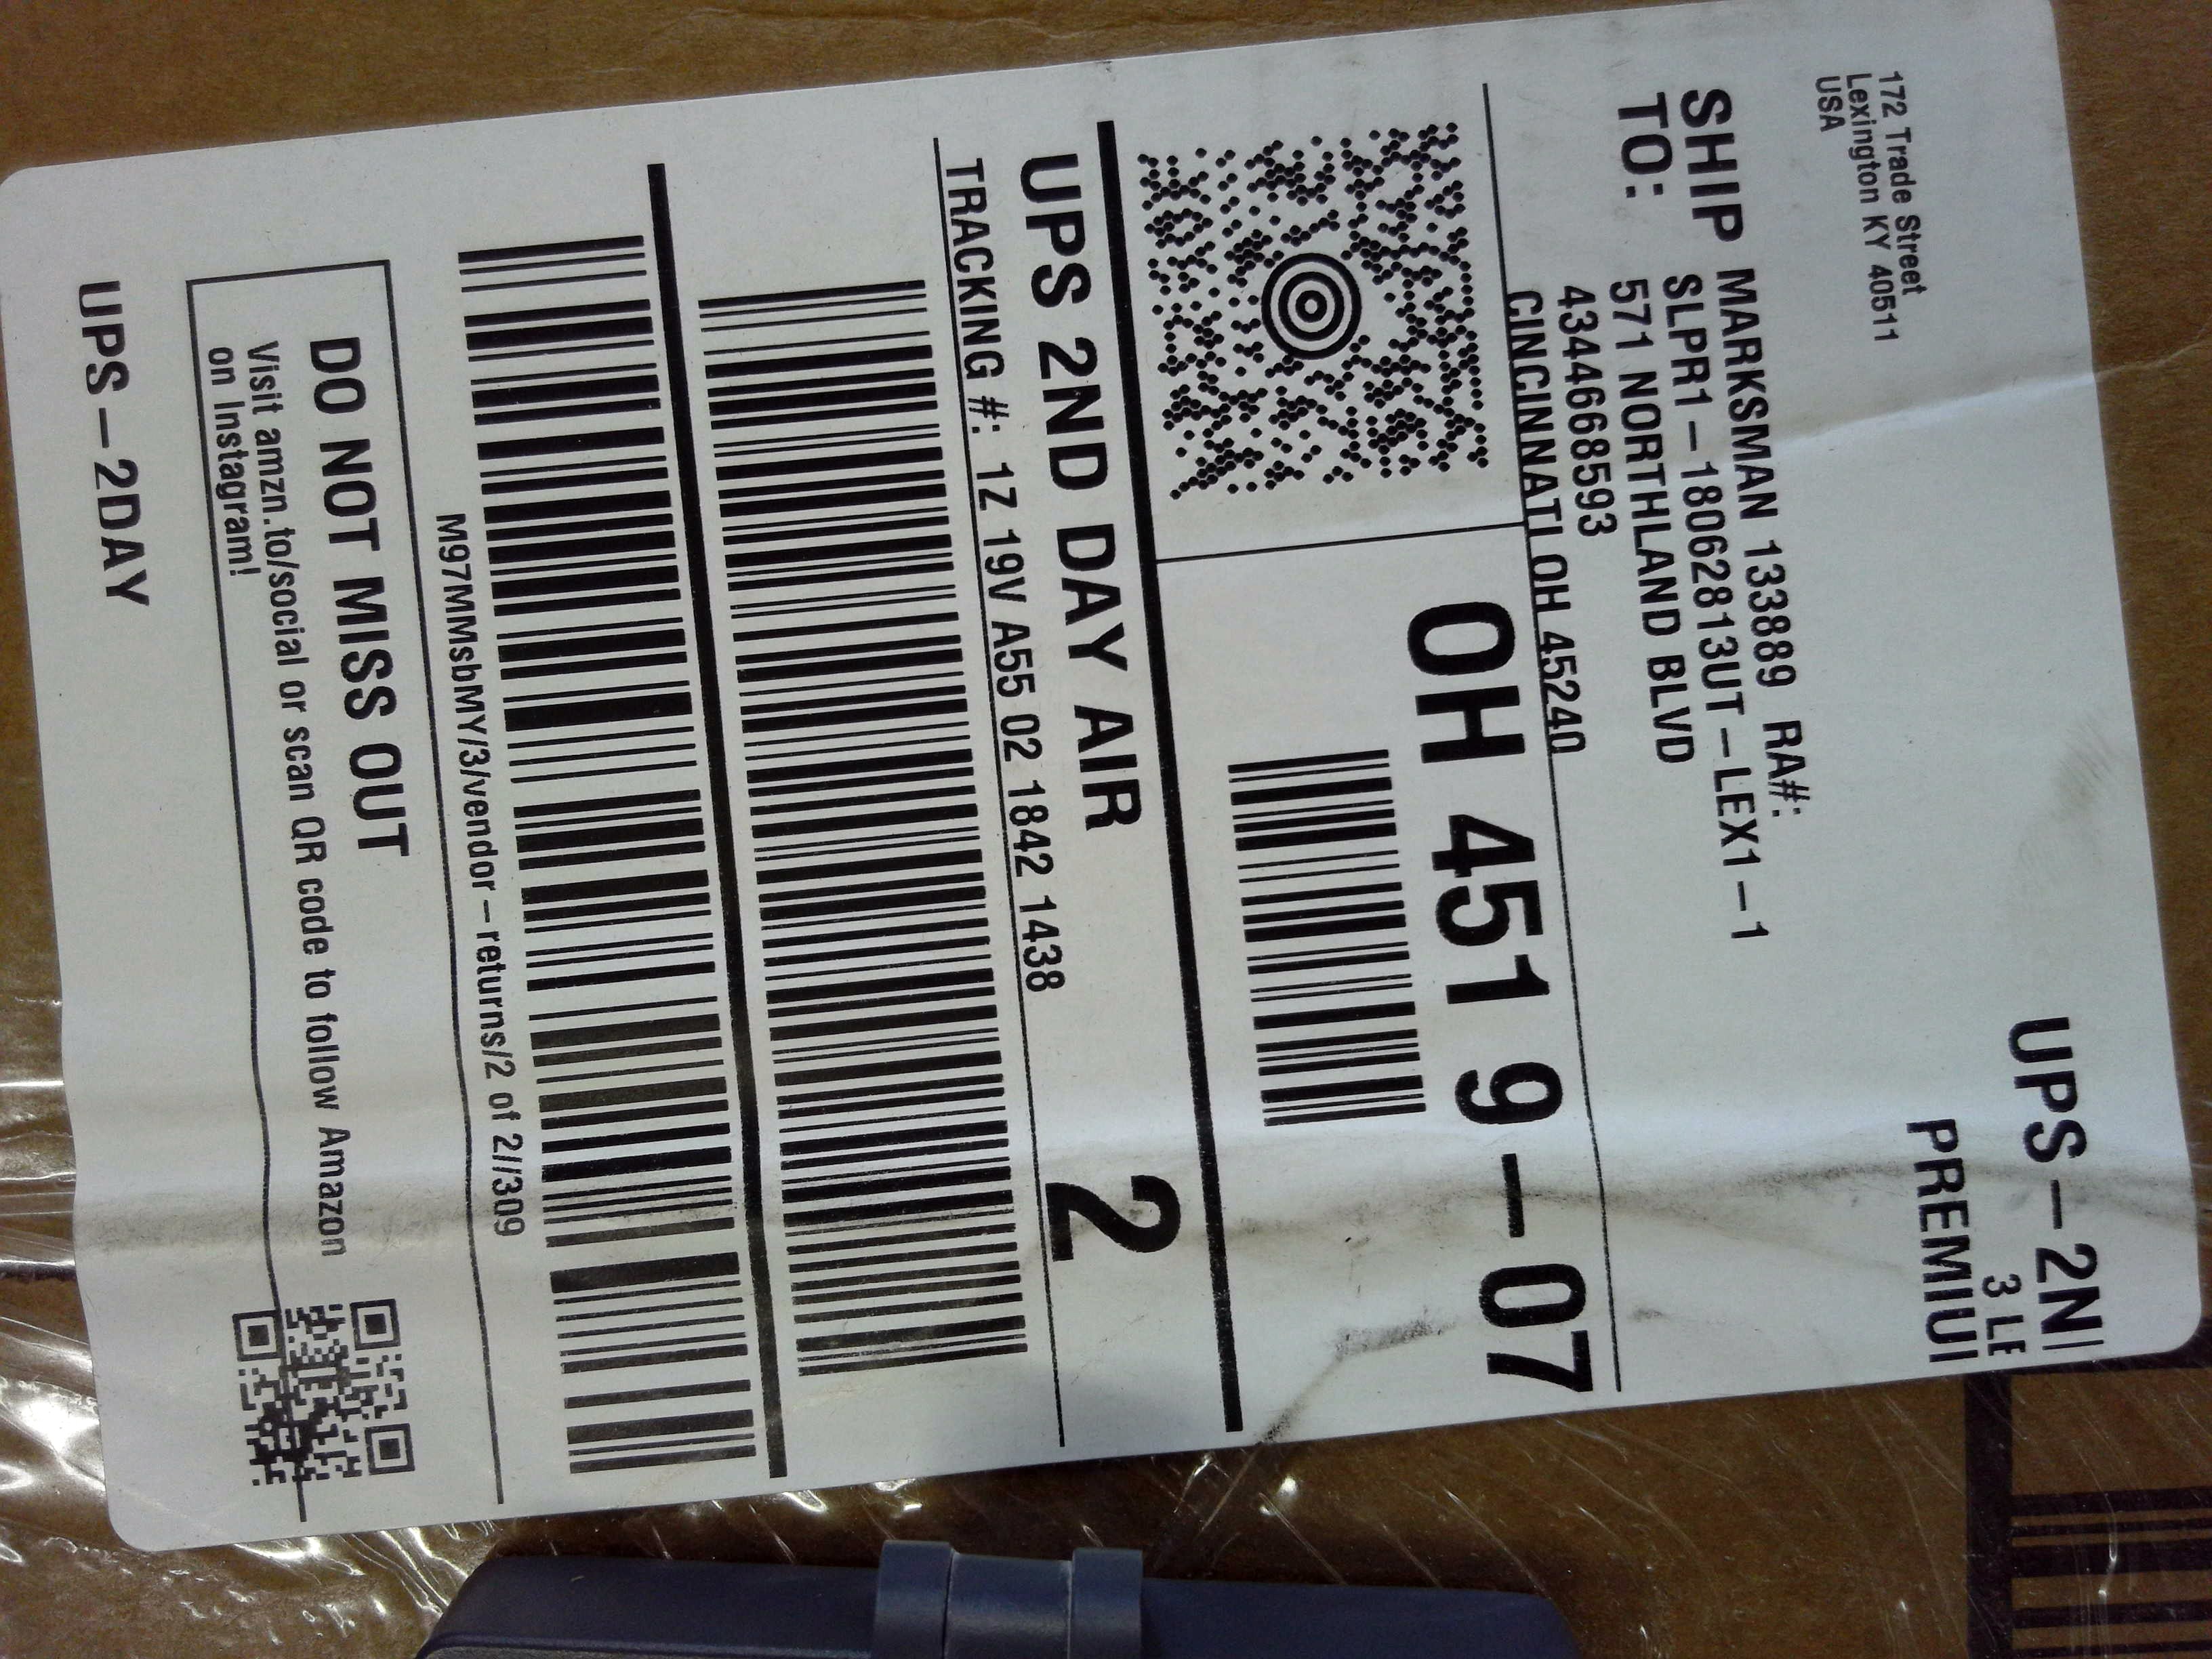 172 Trade Street
Lexington KY 40511
USA
UPS-2N
3 LE
PREMIU
SHIP TO:
MARKSMAN 133889 RA#:
SLPR1-18062813UT-LEX1-1
571 NORTHLAND BLVD
4344668593
CINCINNATI OH 45240
OH 451 9-07
UPS 2ND DAY AIR
2
TRACKING #: 1Z 19V A55 02 1842 1438
M97MMsbMY/3/vendor-returns/2 of 2//309
DO NOT MISS OUT
Visit amzn.to/social or scan QR code to follow Amazon
on Instagram!
UPS-2DAY